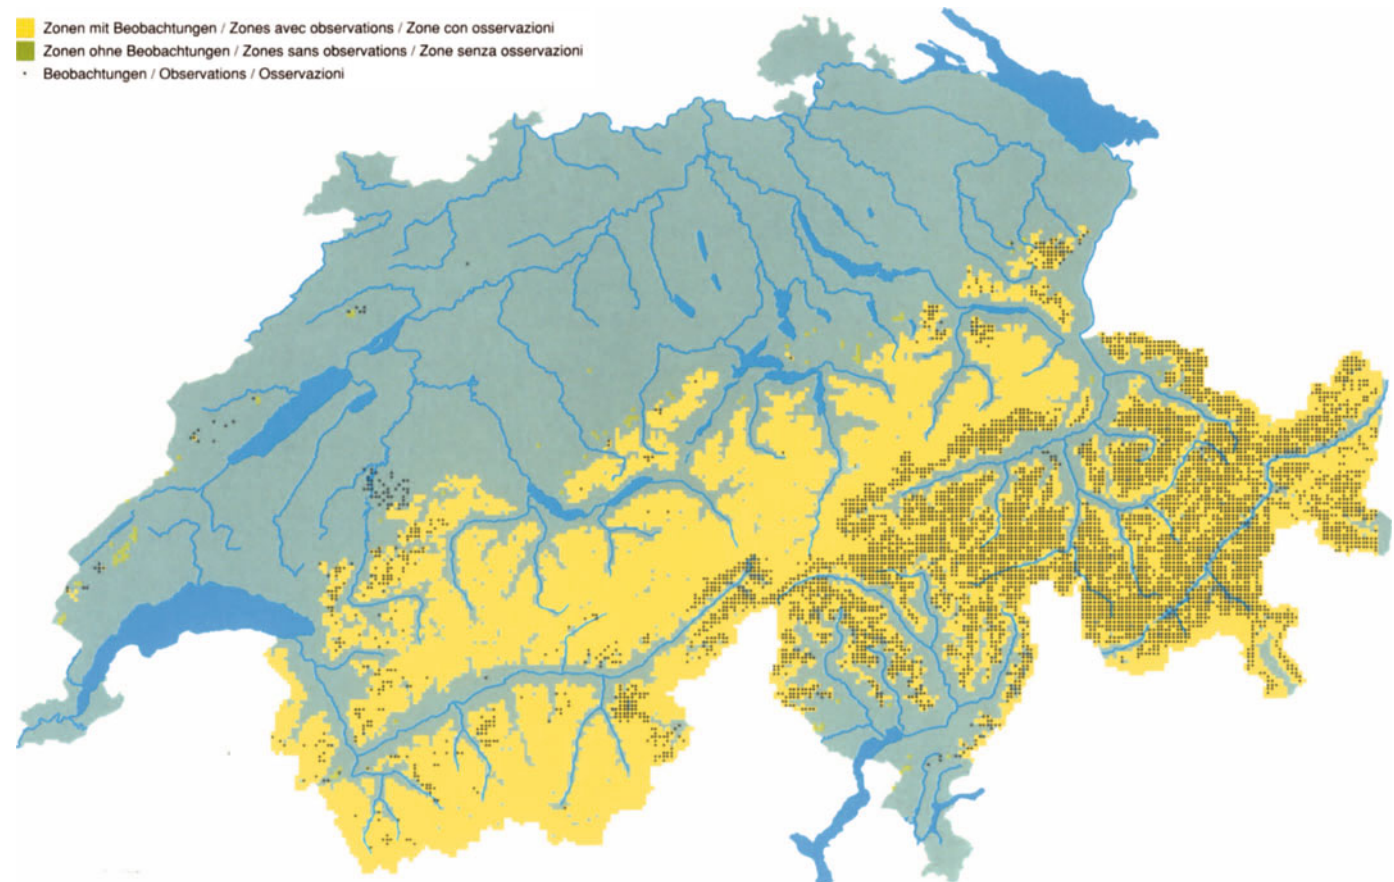 Zonen mit Beobachtungen / Zones avec observations / Zone con osservazioni
Zonen ohne Beobachtungen / Zones sans observations / Zone senza osservazioni
Beobachtungen / Observations / Osservazioni